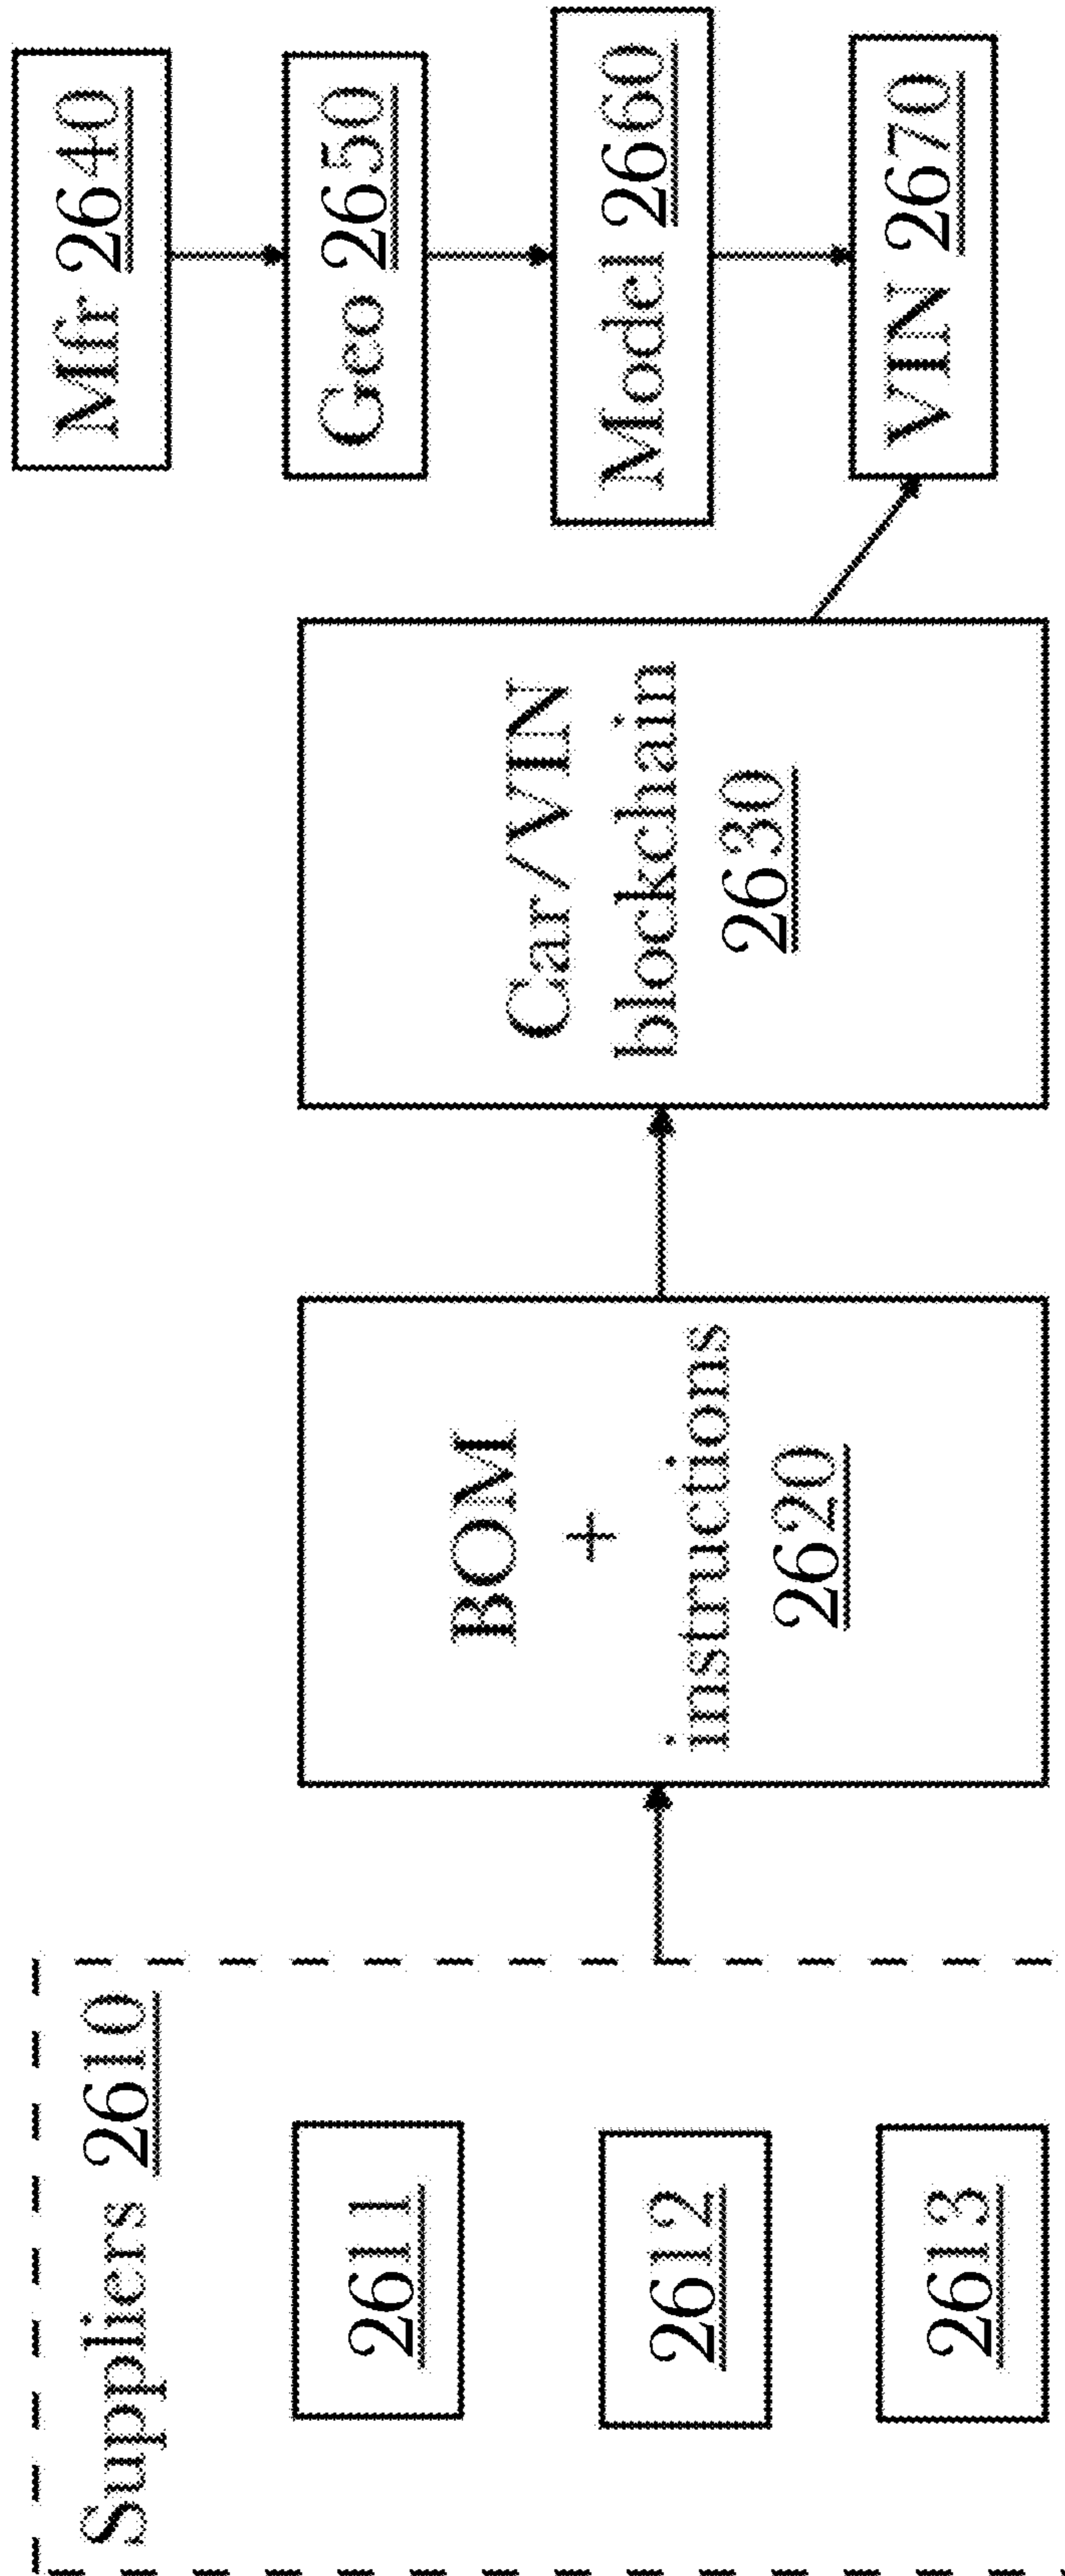 Suppliers 2610
2611
2612
2613
BOM
+
instructions
2620
Car/VIN
blockchain
2630
Mfr 2640
Geo 2650
Model 2660
VIN 2670